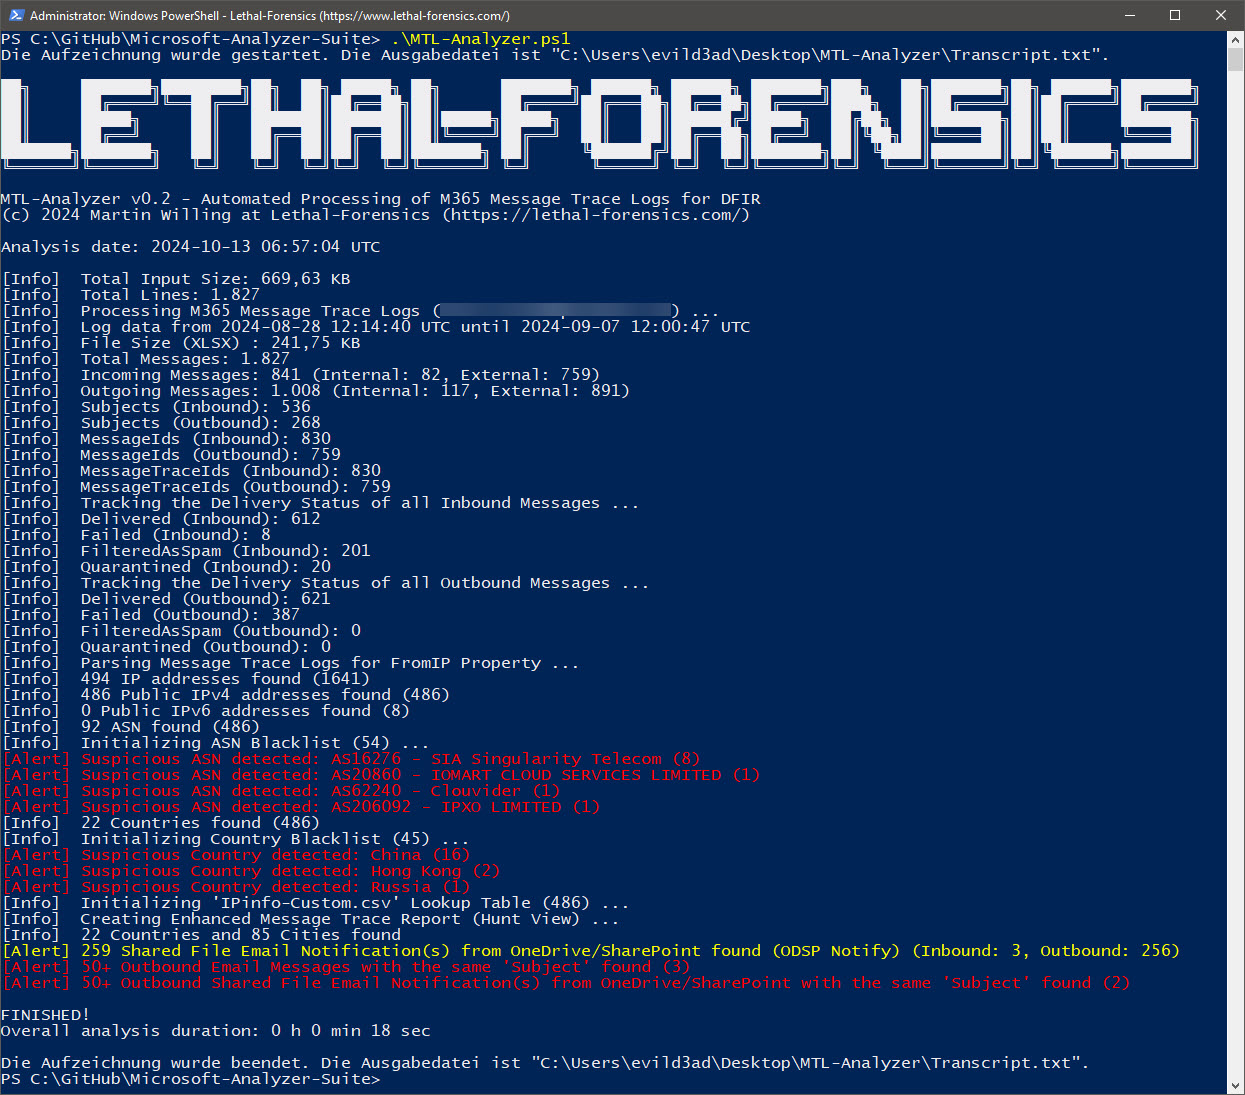 Administrator: Windows PowerShell - Lethal-Forensics (https://www.lethal-forensics.com/)
PS C:\GitHub\Microsoft-Analyzer-Suite> .\MTL-Analyzer.ps1
Die Aufzeichnung wurde gestartet. Die Ausgabedatei ist "C:\Users\evild3ad\Desktop\MTL-Analyzer\Transcript.txt".
LETHAL-FORENSICS
MTL-Analyzer v0.2 - Automated Processing of M365 Message Trace Logs for DFIR
(c) 2024 Martin Willing at Lethal-Forensics (https://lethal-forensics.com/)
Analysis date: 2024-10-13 06:57:04 UTC
[Info]  Total Input Size: 669,63 KB
[Info]  Total Lines: 1.827
[Info]  Processing M365 Message Trace Logs ( ) ...
[Info]  Log data from 2024-08-28 12:14:40 UTC until 2024-09-07 12:00:47 UTC
[Info]  File Size (XLSX) : 241,75 KB
[Info]  Total Messages: 1.827
[Info]  Incoming Messages: 841 (Internal: 82, External: 759)
[Info]  Outgoing Messages: 1.008 (Internal: 117, External: 891)
[Info]  Subjects (Inbound): 536
[Info]  Subjects (Outbound): 268
[Info]  MessageIds (Inbound): 830
[Info]  MessageIds (Outbound): 759
[Info]  MessageTraceIds (Inbound): 830
[Info]  MessageTraceIds (Outbound): 759
[Info]  Tracking the Delivery Status of all Inbound Messages ...
[Info]  Delivered (Inbound): 612
[Info]  Failed (Inbound): 8
[Info]  FilteredAsSpam (Inbound): 201
[Info]  Quarantined (Inbound): 20
[Info]  Tracking the Delivery Status of all Outbound Messages ...
[Info]  Delivered (Outbound): 621
[Info]  Failed (Outbound): 387
[Info]  FilteredAsSpam (Outbound): 0
[Info]  Quarantined (Outbound): 0
[Info]  Parsing Message Trace Logs for FromIP Property ...
[Info]  494 IP addresses found (1641)
[Info]  486 Public IPv4 addresses found (486)
[Info]  0 Public IPv6 addresses found (8)
[Info]  92 ASN found (486)
[Info]  Initializing ASN Blacklist (54) ...
[Alert] Suspicious ASN detected: AS16276 - SIA Singularity Telecom (8)
[Alert] Suspicious ASN detected: AS20860 - IOMART CLOUD SERVICES LIMITED (1)
[Alert] Suspicious ASN detected: AS62240 - Clouvider (1)
[Alert] Suspicious ASN detected: AS206092 - IPXO LIMITED (1)
[Info]  22 Countries found (486)
[Info]  Initializing Country Blacklist (45) ...
[Alert] Suspicious Country detected: China (16)
[Alert] Suspicious Country detected: Hong Kong (2)
[Alert] Suspicious Country detected: Russia (1)
[Info]  Initializing 'IPinfo-Custom.csv' Lookup Table (486) ...
[Info]  Creating Enhanced Message Trace Report (Hunt View) ...
[Info]  22 Countries and 85 Cities found
[Alert] 259 Shared File Email Notification(s) from OneDrive/SharePoint found (ODSP Notify) (Inbound: 3, Outbound: 256)
[Alert] 50+ Outbound Email Messages with the same 'Subject' found (3)
[Alert] 50+ Outbound Shared File Email Notification(s) from OneDrive/SharePoint with the same 'Subject' found (2)
FINISHED!
Overall analysis duration: 0 h 0 min 18 sec
Die Aufzeichnung wurde beendet. Die Ausgabedatei ist "C:\Users\evild3ad\Desktop\MTL-Analyzer\Transcript.txt".
PS C:\GitHub\Microsoft-Analyzer-Suite>